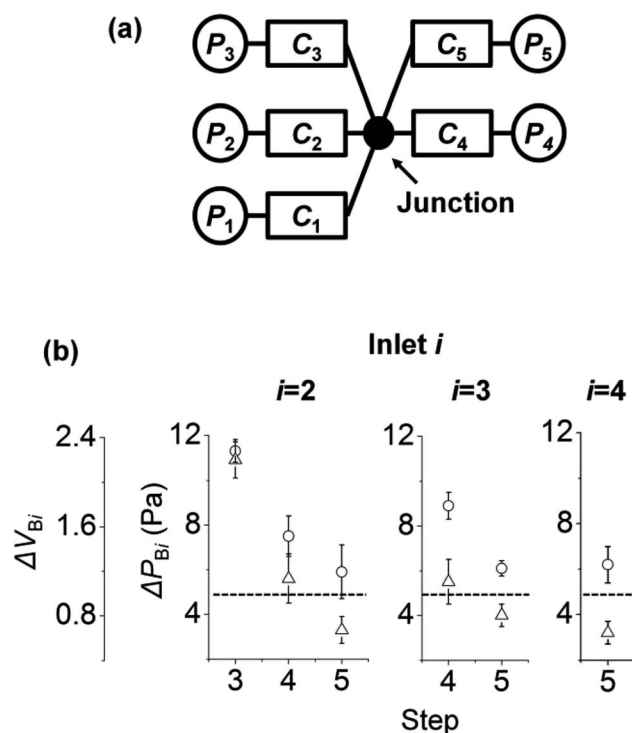 (a)
P3 C3 C5 P5
P2 C2 C4 P4
P1 C1 Junction
(b) Inlet i
i=2 i=3 i=4
ΔVBi
2.4
1.6
0.8
ΔPBi (Pa)
12
8
4
12
8
4
12
8
4
3 4 5 4 5 5
Step